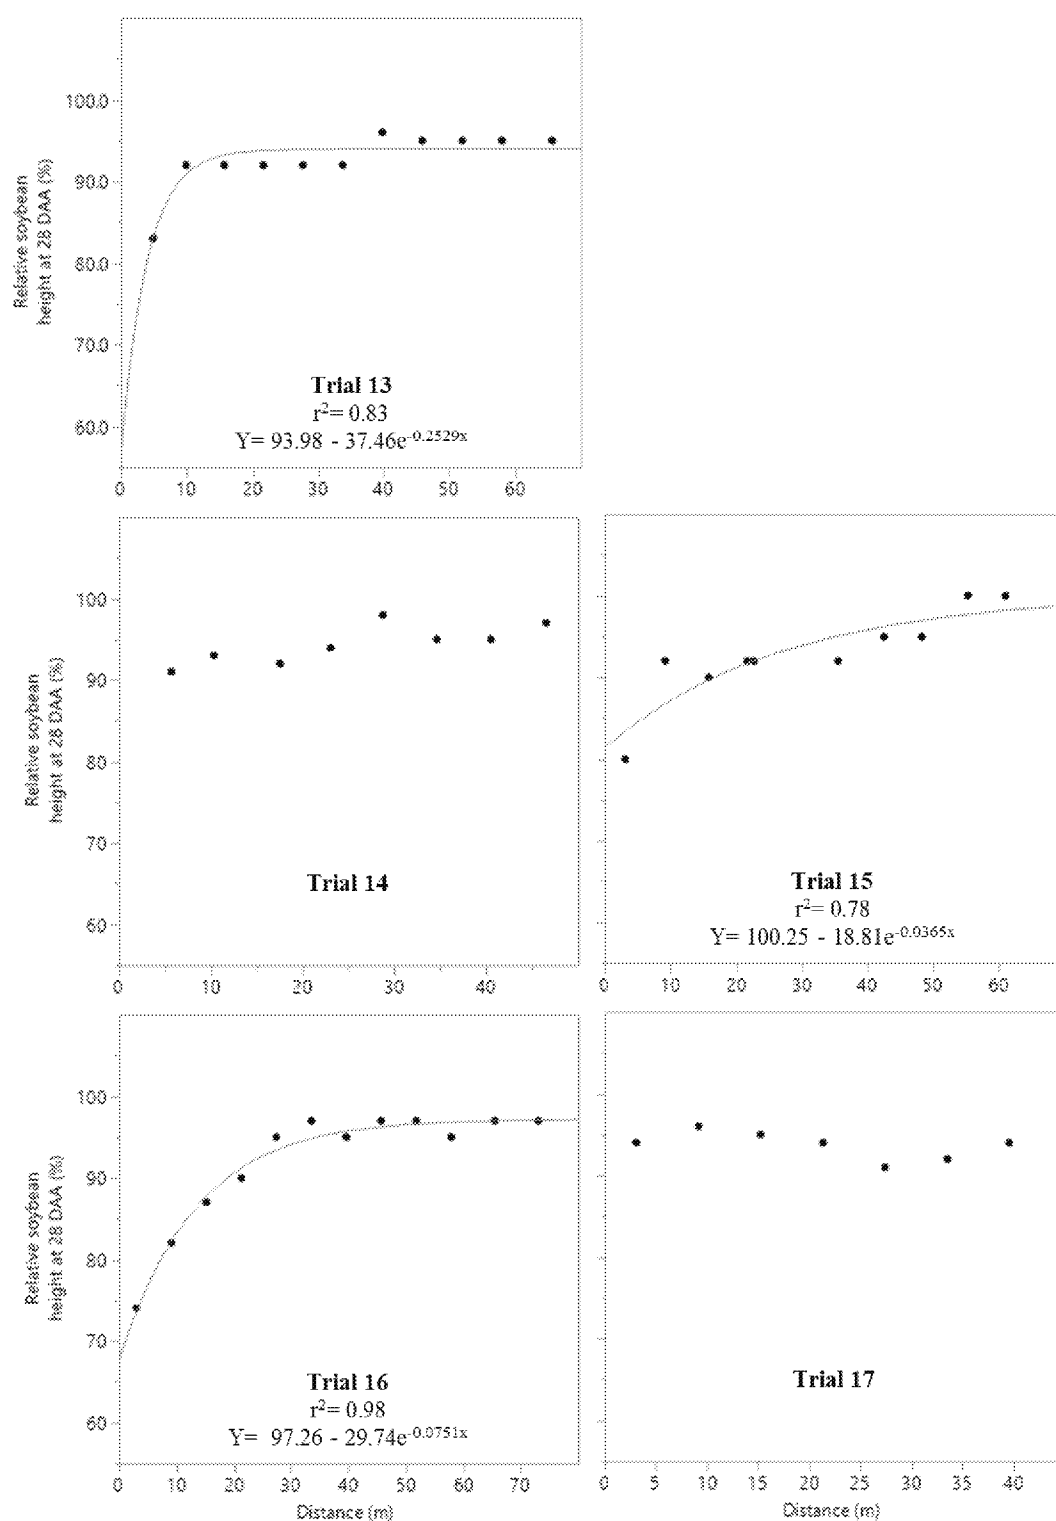 Relative soybean
height at 28 DAA (%)
100.0
90.0
80.0
70.0
60.0
Trial 13
r²= 0.83
Y= 93.98 - 37.46e^-0.2529x
0 10 20 30 40 50 60
Relative soybean
height at 28 DAA (%)
100
90
80
70
60
Trial 14
0 10 20 30 40
Trial 15
r²= 0.78
Y= 100.25 - 18.81e^-0.0365x
0 10 20 30 40 50 60
Relative soybean
height at 28 DAA (%)
100
90
80
70
60
Trial 16
r²= 0.98
Y= 97.26 - 29.74e^-0.0751x
0 10 20 30 40 50 60 70
Distance (m)
Trial 17
0 5 10 15 20 25 30 35 40
Distance (m)